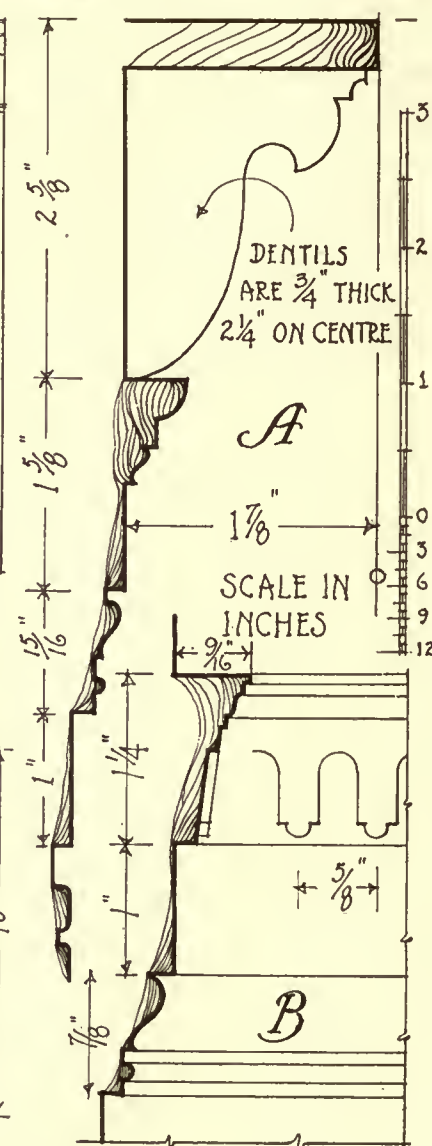 2 5/8"
DENTILS
ARE 3/4" THICK
2 1/4" ON CENTRE
3
2
1
0
3
6
9
12
A
1 5/8"
1 7/8"
SCALE IN
INCHES
15/16"
9/16"
1"
1 1/4"
5/8"
1"
B
7/8"